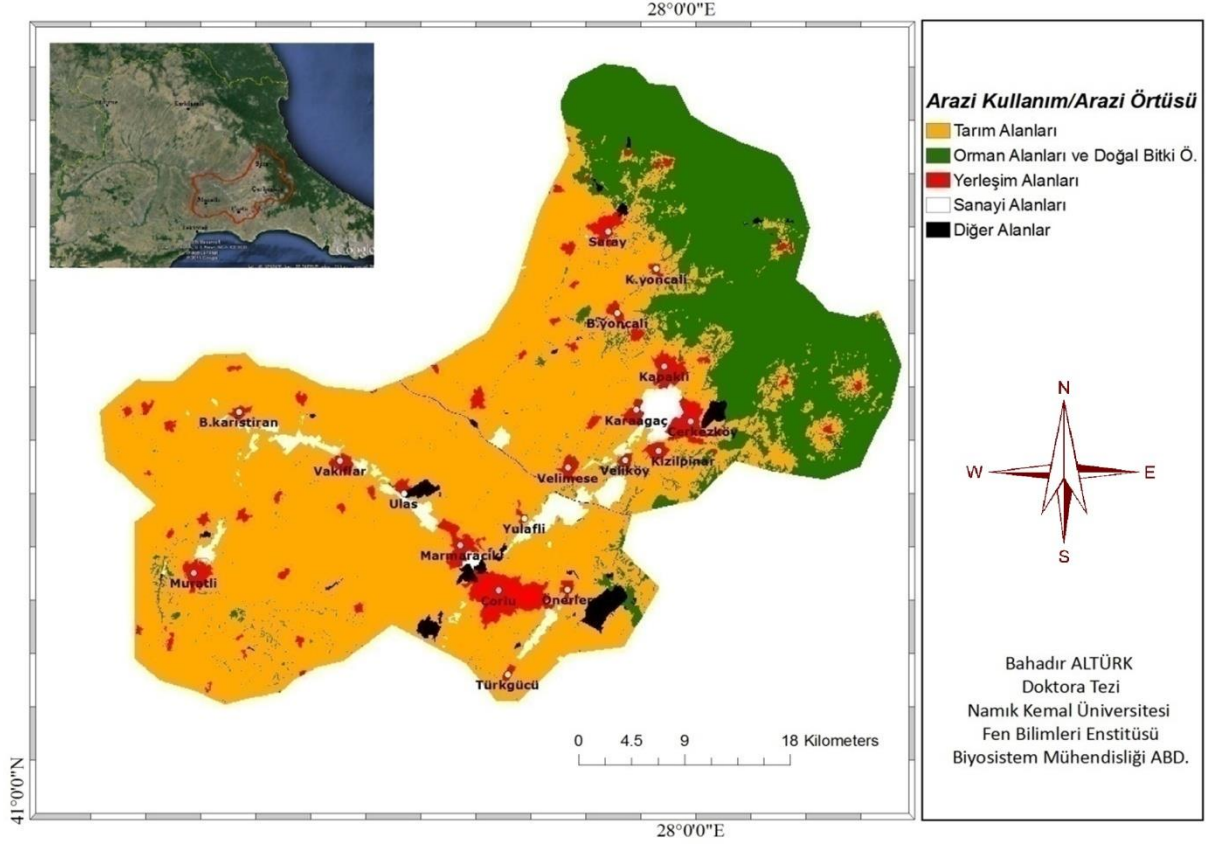 28°0'0"E
Saray
K.yoncali
B.yoncali
Kapakli
Karaagaç
Cerkezköy
B.karistiran
Kizilpinar
Vakiflar
Velimese
Veliköy
Ulas
Yulafli
Marmaracik
Muratli
Corlu
Türkgücü
0 4.5 9 18 Kilometers
41°0'0"N
28°0'0"E
Arazi Kullanım/Arazi Örtüsü
Tarım Alanları
Orman Alanları ve Doğal Bitki Ö.
Yerleşim Alanları
Sanayi Alanları
Diğer Alanlar
N
W E
S
Bahadır ALTÜRK
Doktora Tezi
Namık Kemal Üniversitesi
Fen Bilimleri Enstitüsü
Biyosistem Mühendisliği ABD.